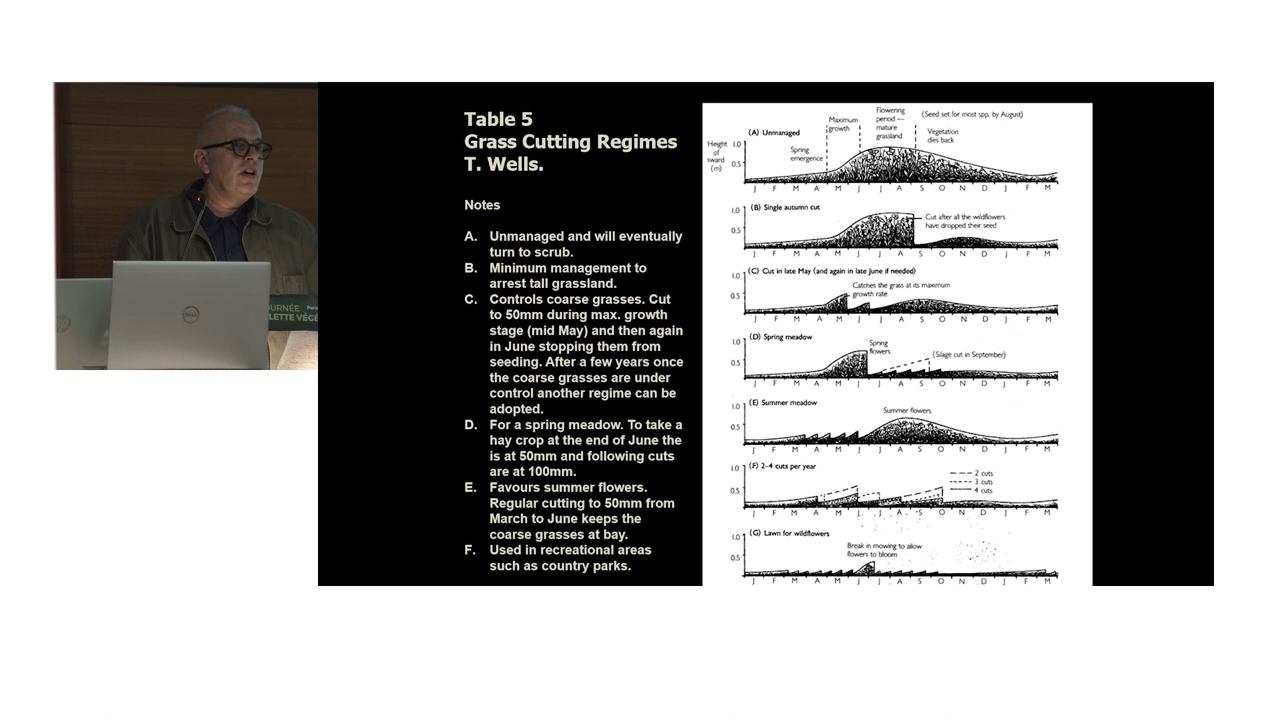 Table 5
Grass Cutting Regimes
T. Wells.
Notes
A. Unmanaged and will eventually
turn to scrub.
B. Minimum management to
arrest tall grassland.
C. Controls coarse grasses. Cut
to 50mm during max. growth
stage (mid May) and then again
in June stopping them from
seeding. After a few years once
the coarse grasses are under
control another regime can be
adopted.
D. For a spring meadow. To take a
hay crop at the end of June the
is at 50mm and following cuts
are at 100mm.
E. Favours summer flowers.
Regular cutting to 50mm from
March to June keeps the
coarse grasses at bay.
F. Used in recreational areas
such as country parks.
(A) Unmanaged
Height
of
sward
(m)
1.0
0.5
Spring
emergence
Maximum
growth
Flowering
period —
mature
grassland
(Seed set for most spp. by August)
Vegetation
dies back
J F M A M J J A S O N D J F M
(B) Single autumn cut
1.0
0.5
Cut after all the wildflowers
have dropped their seed
J F M A M J J A S O N D J F M
(C) Cut in late May (and again in late June if needed)
1.0
0.5
Catches the grass at its maximum
growth rate
J F M A M J J A S O N D J F M
(D) Spring meadow
1.0
0.5
Spring
flowers
(Silage cut in September)
J F M A M J J A S O N D J F M
(E) Summer meadow
1.0
0.5
Summer flowers
J F M A M J J A S O N D J F M
(F) 2–4 cuts per year
1.0
0.5
2 cuts
3 cuts
4 cuts
J F M A M J J A S O N D J F M
(G) Lawn for wildflowers
1.0
0.5
Break in mowing to allow
flowers to bloom
J F M A M J J A S O N D J F M
DELL